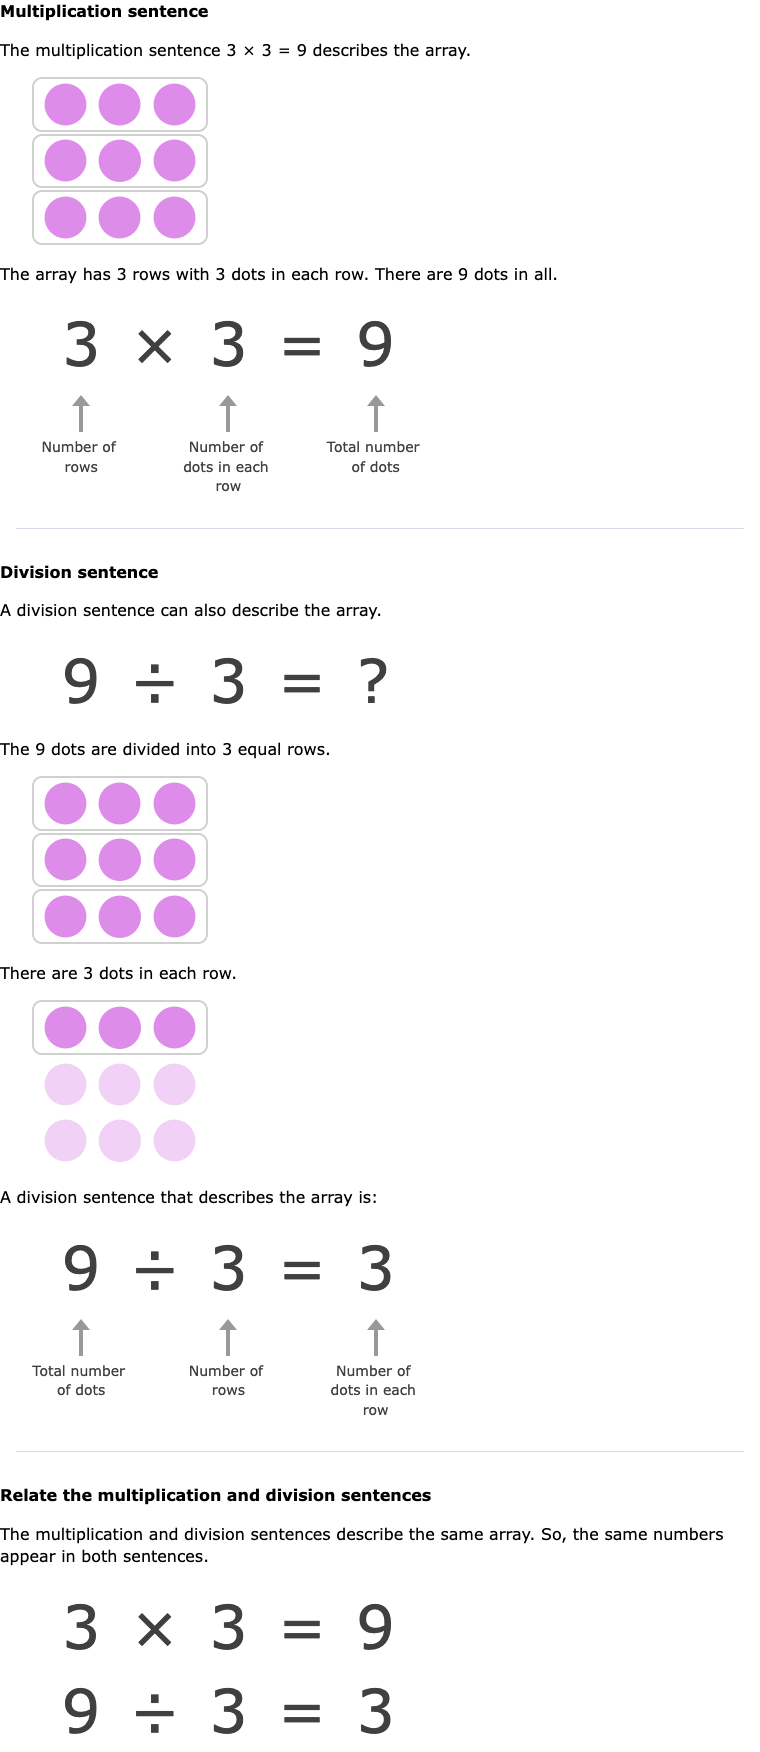 Multiplication sentence
The multiplication sentence 3 × 3 = 9 describes the array.
The array has 3 rows with 3 dots in each row. There are 9 dots in all.
3 × 3 = 9
Number of rows
Number of dots in each row
Total number of dots
Division sentence
A division sentence can also describe the array.
9 ÷ 3 = ?
The 9 dots are divided into 3 equal rows.
There are 3 dots in each row.
A division sentence that describes the array is:
9 ÷ 3 = 3
Total number of dots
Number of rows
Number of dots in each row
Relate the multiplication and division sentences
The multiplication and division sentences describe the same array. So, the same numbers
appear in both sentences.
3 × 3 = 9
9 ÷ 3 = 3